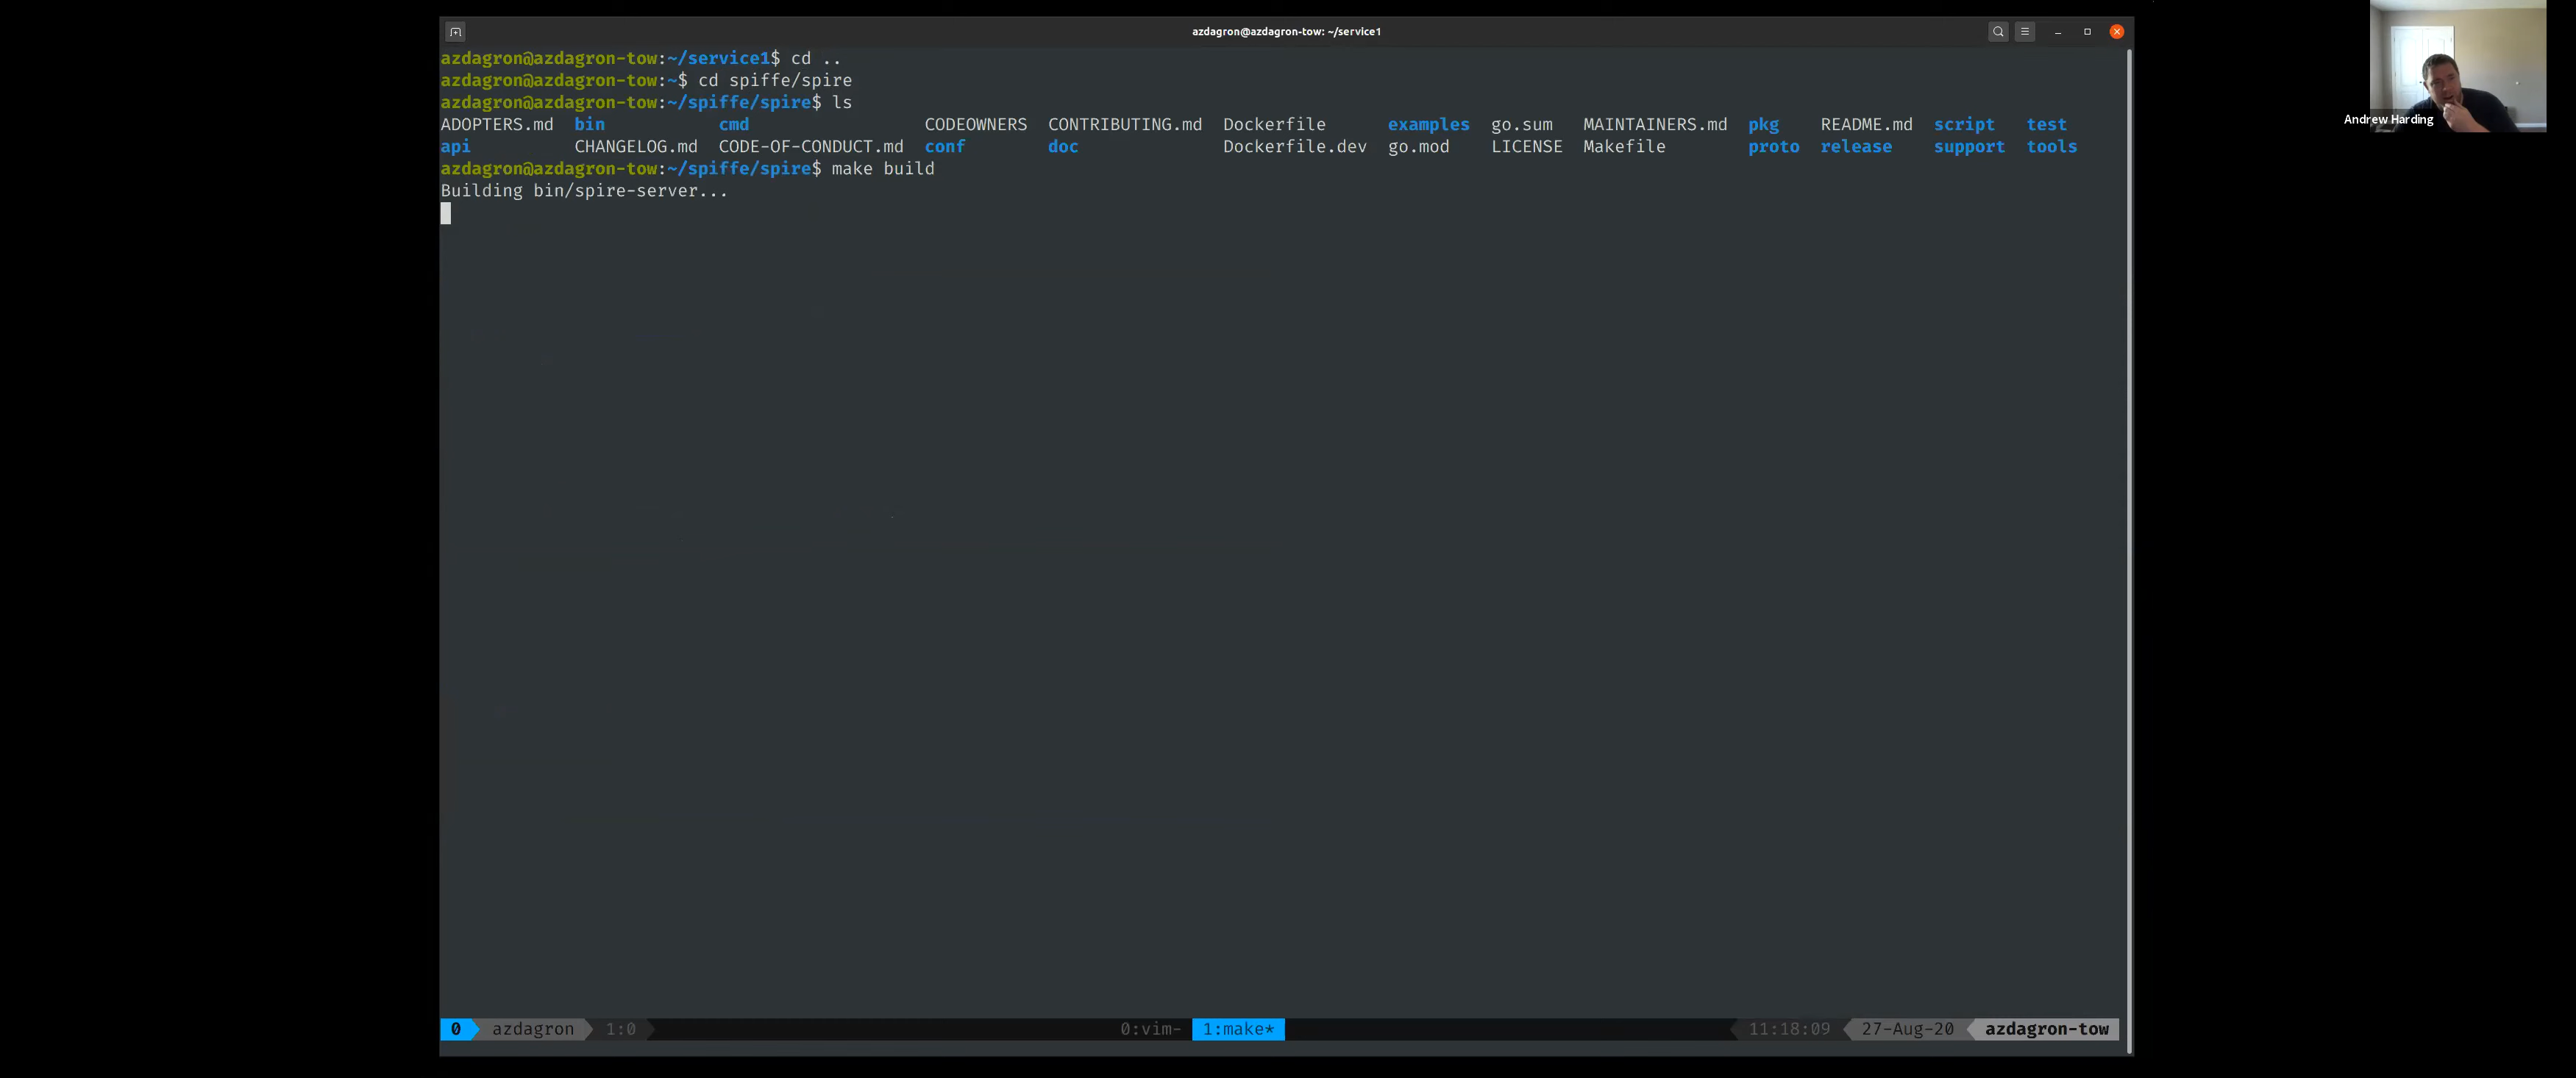 azdagron@azdagron-tow: ~/service1
azdagron@azdagron-tow:~/service1$ cd ..
azdagron@azdagron-tow:~$ cd spiffe/spire
azdagron@azdagron-tow:~/spiffe/spire$ ls
ADOPTERS.md bin cmd CODEOWNERS CONTRIBUTING.md Dockerfile examples go.sum MAINTAINERS.md pkg README.md script test
api CHANGELOG.md CODE-OF-CONDUCT.md conf doc Dockerfile.dev go.mod LICENSE Makefile proto release support tools
azdagron@azdagron-tow:~/spiffe/spire$ make build
Building bin/spire-server...
0 azdagron 1:0 0:vim- 1:make* 11:18:09 27-Aug-20 azdagron-tow
Andrew Harding